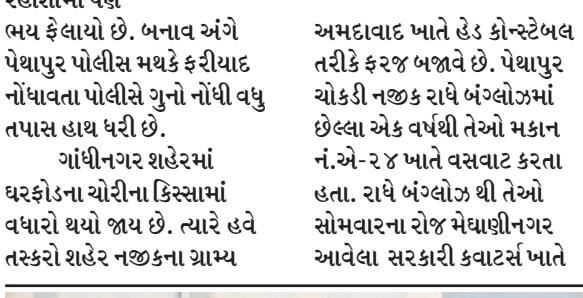 ભય ફેલાયો છે. બનાવ અંગે
પેથાપુર પોલીસ મથકે ફરીયાદ
નોંધાવતા પોલીસે ગુનો નોંધી વધુ
તપાસ હાથ ધરી છે.
ગાંધીનગર શહેરમાં
ઘરફોડના ચોરીના કિસ્સામાં
વધારો થયો જાય છે. ત્યારે હવે
તસ્કરો શહેર નજીકના ગ્રામ્ય
અમદાવાદ ખાતે હેડ કોન્સ્ટેબલ
તરીકે ફરજ બજાવે છે. પેથાપુર
ચોકડી નજીક રાધે બંગ્લોઝમાં
છેલ્લા એક વર્ષથી તેઓ મકાન
નં.એ-૨૪ ખાતે વસવાટ કરતા
હતા. રાધે બંગ્લોઝ થી તેઓ
સોમવારના રોજ મેઘાણીનગર
આવેલા સરકારી કવાટર્સ ખાતે